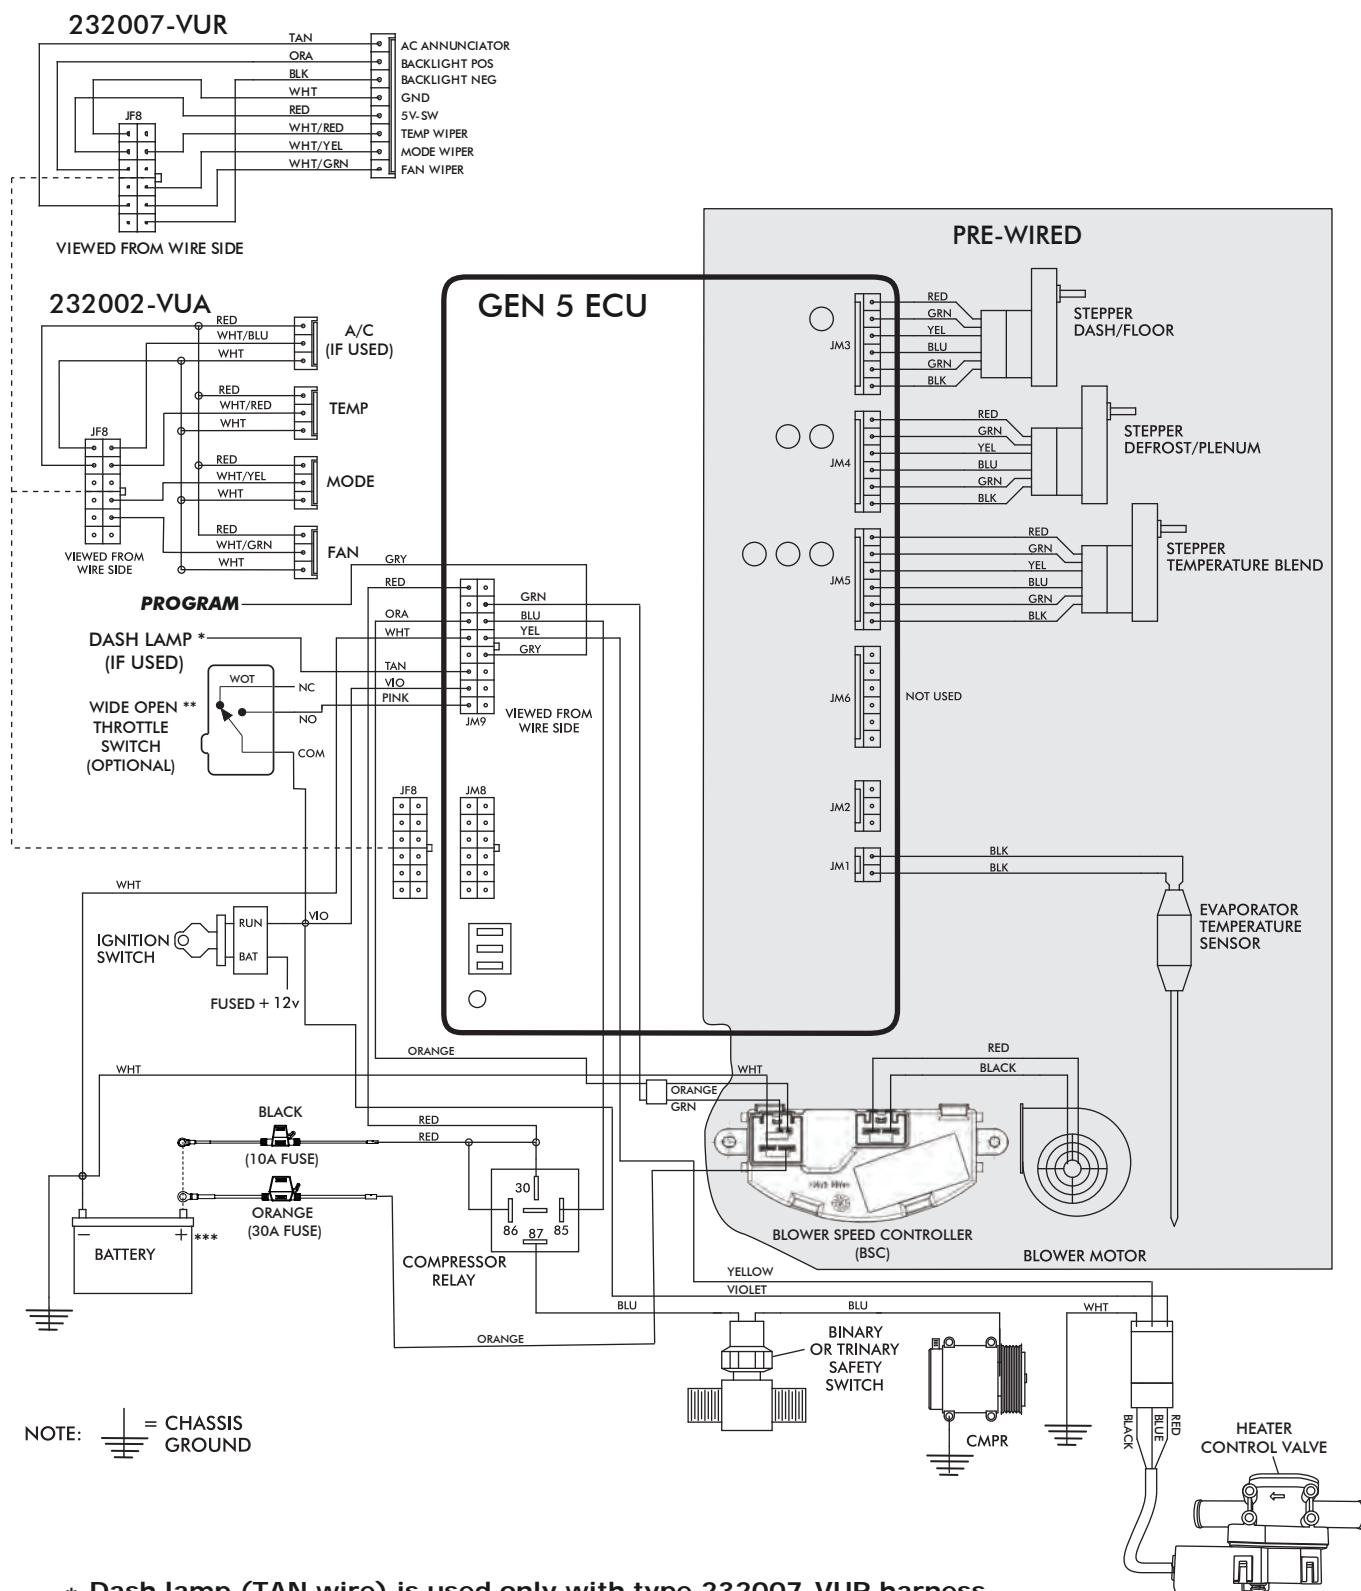 232007-VUR
TAN
ORA
BLK
WHT
RED
WHT/RED
WHT/YEL
WHT/GRN
AC ANNUNCIATOR
BACKLIGHT POS
BACKLIGHT NEG
GND
5V-SW
TEMP WIPER
MODE WIPER
FAN WIPER
JF8
VIEWED FROM WIRE SIDE
232002-VUA
RED
WHT/BLU
WHT
A/C
(IF USED)
RED
WHT/RED
WHT
TEMP
RED
WHT/YEL
WHT
MODE
RED
WHT/GRN
WHT
FAN
JF8
VIEWED FROM
WIRE SIDE
GEN 5 ECU
PRE-WIRED
RED
GRN
YEL
BLU
GRN
BLK
JM3
STEPPER
DASH/FLOOR
RED
GRN
YEL
BLU
GRN
BLK
JM4
STEPPER
DEFROST/PLENUM
RED
GRN
YEL
BLU
GRN
BLK
JM5
STEPPER
TEMPERATURE BLEND
JM6
NOT USED
JM2
JM1
BLK
BLK
EVAPORATOR
TEMPERATURE
SENSOR
PROGRAM
GRY
RED
ORA
WHT
TAN
VIO
PINK
GRN
BLU
YEL
GRY
JM9
VIEWED FROM
WIRE SIDE
DASH LAMP *
(IF USED)
WIDE OPEN **
THROTTLE
SWITCH
(OPTIONAL)
WOT
NC
NO
COM
JF8
JM8
WHT
VIO
IGNITION
SWITCH
RUN
BAT
FUSED + 12v
ORANGE
WHT
WHT
ORANGE
GRN
RED
BLACK
BLACK
(10A FUSE)
RED
RED
ORANGE
(30A FUSE)
BATTERY
−
+
***
30
86
87
85
COMPRESSOR
RELAY
BLOWER SPEED CONTROLLER
(BSC)
BLOWER MOTOR
YELLOW
VIOLET
BLU
BLU
WHT
ORANGE
BINARY
OR TRINARY
SAFETY
SWITCH
CMPR
BLACK
BLUE
RED
HEATER
CONTROL VALVE
NOTE:
= CHASSIS
GROUND
* Dash lamp (TAN wire) is used only with type 232007-VUR harness